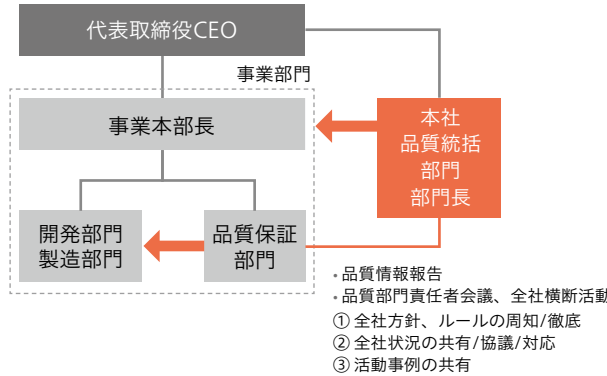 代表取締役CEO
事業部門
事業本部長
本社
品質統括
部門
部門長
開発部門
製造部門
品質保証
部門
・品質情報報告
・品質部門責任者会議、全社横断活動
① 全社方針、ルールの周知/徹底
② 全社状況の共有/協議/対応
③ 活動事例の共有